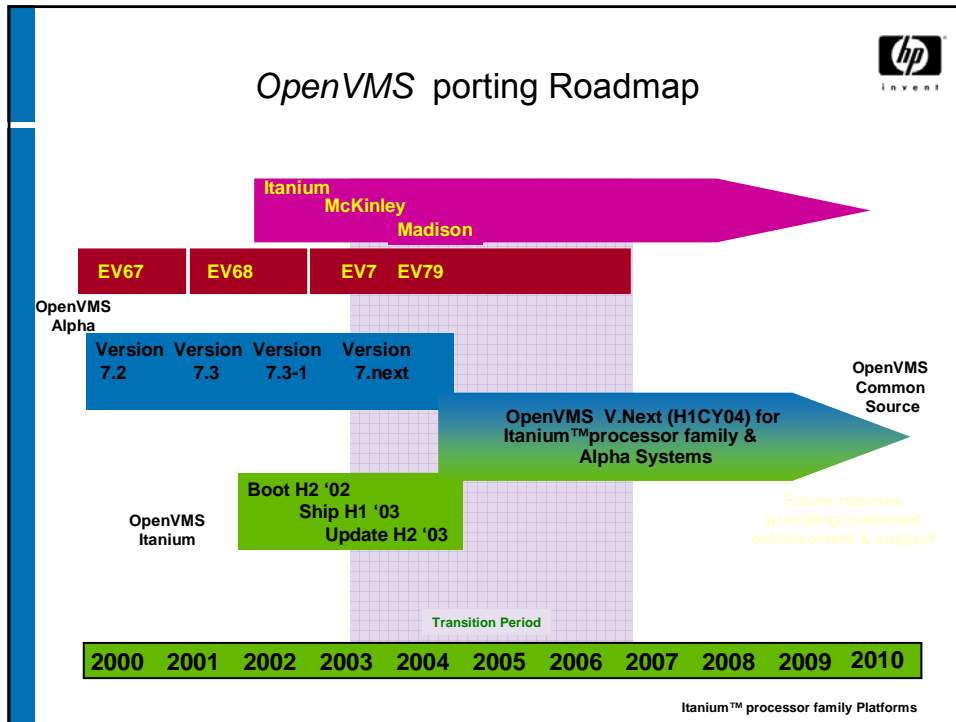 hp
invent
OpenVMS porting Roadmap
Itanium
McKinley
Madison
EV67 EV68 EV7 EV79
OpenVMS
Alpha
Version Version Version Version
7.2 7.3 7.3-1 7.next
OpenVMS
Common
Source
OpenVMS V.Next (H1CY04) for
Itanium™processor family &
Alpha Systems
Boot H2 ‘02
Ship H1 ‘03
Update H2 ‘03
OpenVMS
Itanium
Future releases
providing continued
enhancement & support
Transition Period
2000 2001 2002 2003 2004 2005 2006 2007 2008 2009 2010
Itanium™ processor family Platforms